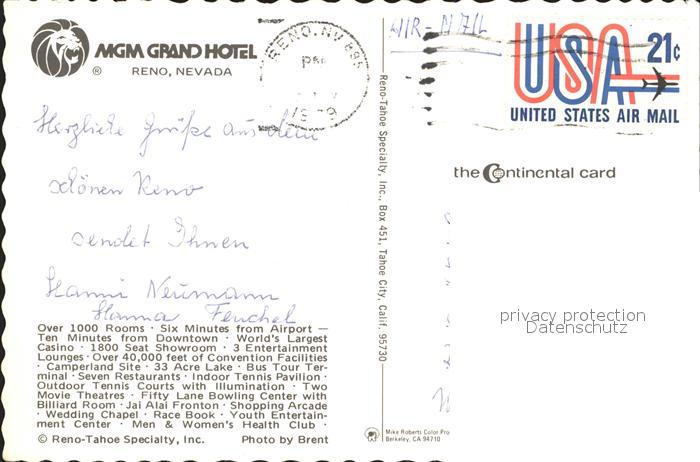 MGM GRAND HOTEL
®
RENO, NEVADA
RENO, NV 895
PM
1979
AIR-MAIL
USA 21¢
UNITED STATES AIR MAIL
the Continental card
Herzliche Grüße aus dem
schönen Reno
sendet Ihnen
Hanni Neumann
Hanna Feuchel
Over 1000 Rooms · Six Minutes from Airport —
Ten Minutes from Downtown · World's Largest
Casino · 1800 Seat Showroom · 3 Entertainment
Lounges · Over 40,000 feet of Convention Facilities
· Camperland Site · 33 Acre Lake · Bus Tour Ter-
minal · Seven Restaurants · Indoor Tennis Pavilion ·
Outdoor Tennis Courts with Illumination · Two
Movie Theatres · Fifty Lane Bowling Center with
Billiard Room · Jai Alai Fronton · Shopping Arcade
· Wedding Chapel · Race Book · Youth Entertain-
ment Center · Men & Women's Health Club ·
© Reno-Tahoe Specialty, Inc. Photo by Brent
Reno-Tahoe Specialty, Inc., Box 451, Tahoe City, Calif. 95730
privacy protection
Datenschutz
Mike Roberts Color Pro
Berkeley, CA 94710